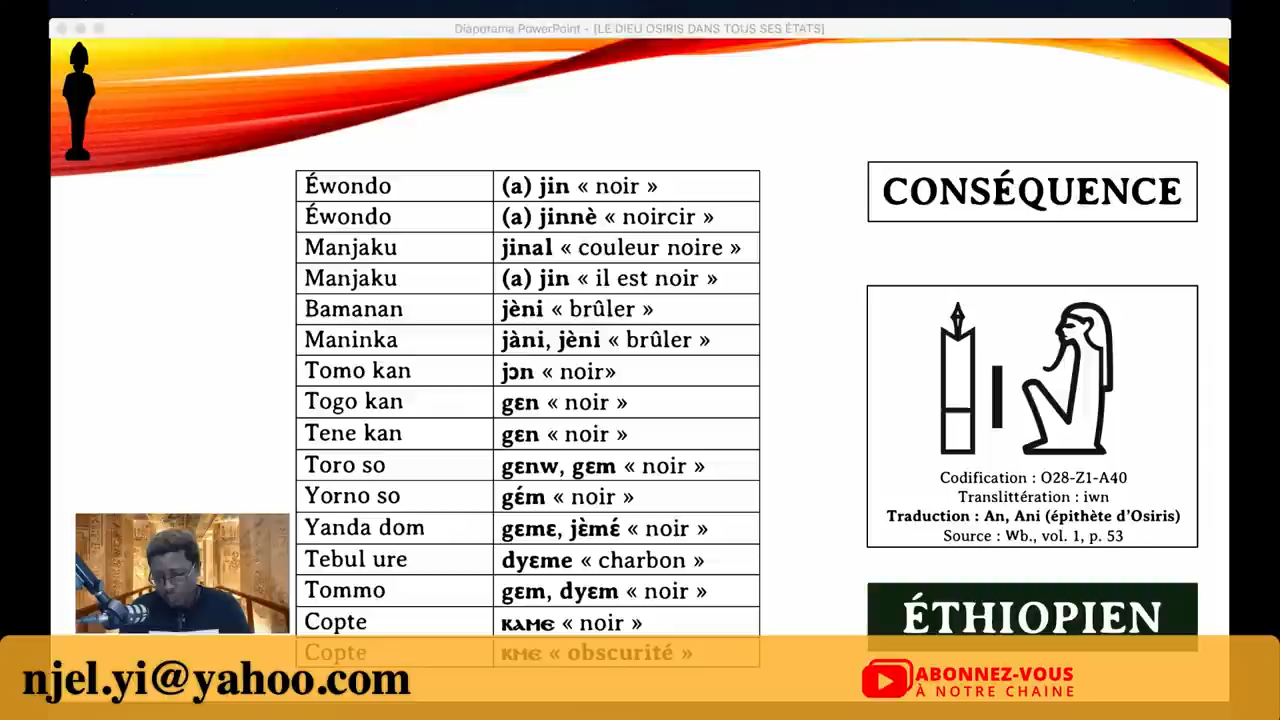 Diaporama PowerPoint - [LE DIEU OSIRIS DANS TOUS SES ÉTATS]
Éwondo (a) jin « noir »
Éwondo (a) jinnè « noircir »
Manjaku jinal « couleur noire »
Manjaku (a) jin « il est noir »
Bamanan jèni « brûler »
Maninka jàni, jèni « brûler »
Tomo kan jɔn « noir»
Togo kan gɛn « noir »
Tene kan gɛn « noir »
Toro so gɛnw, gɛm « noir »
Yorno so gɛ́m « noir »
Yanda dom gɛmɛ, jɛ̀mɛ́ « noir »
Tebul ure dyɛme « charbon »
Tommo gɛm, dyɛm « noir »
Copte ⲕⲁⲙⲉ « noir »
Copte ⲕⲙⲉ « obscurité »
CONSÉQUENCE
Codification : O28-Z1-A40
Translittération : iwn
Traduction : An, Ani (épithète d'Osiris)
Source : Wb., vol. 1, p. 53
ÉTHIOPIEN
njel.yi@yahoo.com
ABONNEZ-VOUS
À NOTRE CHAINE